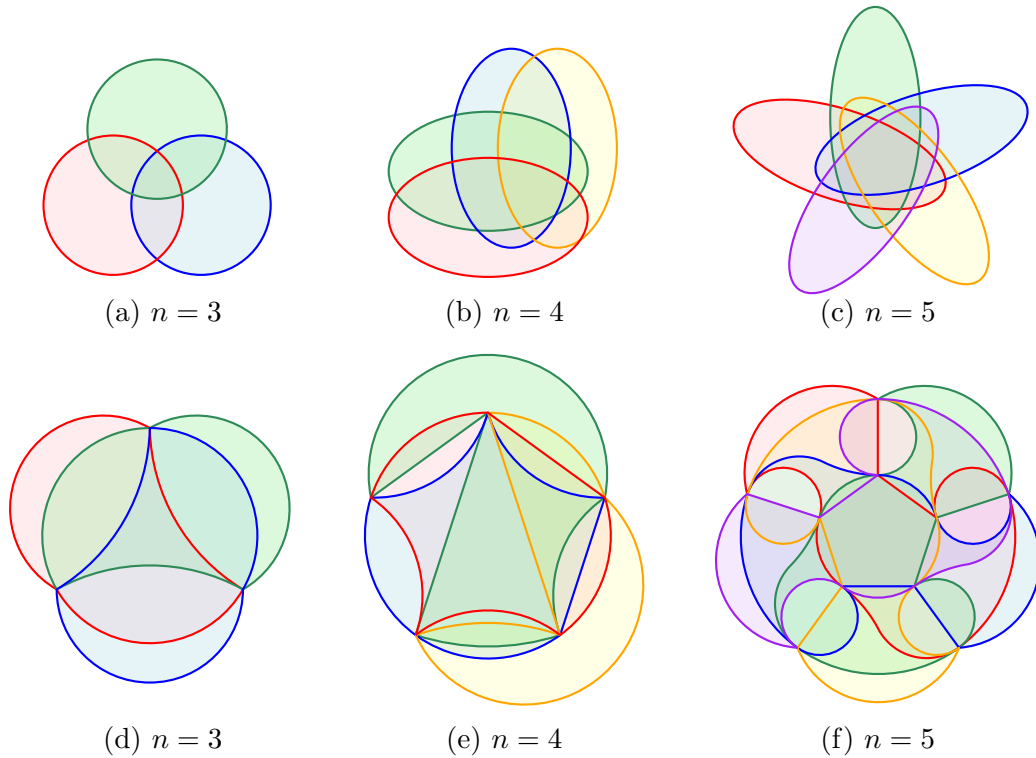 (a) n = 3
(b) n = 4
(c) n = 5
(d) n = 3
(e) n = 4
(f) n = 5